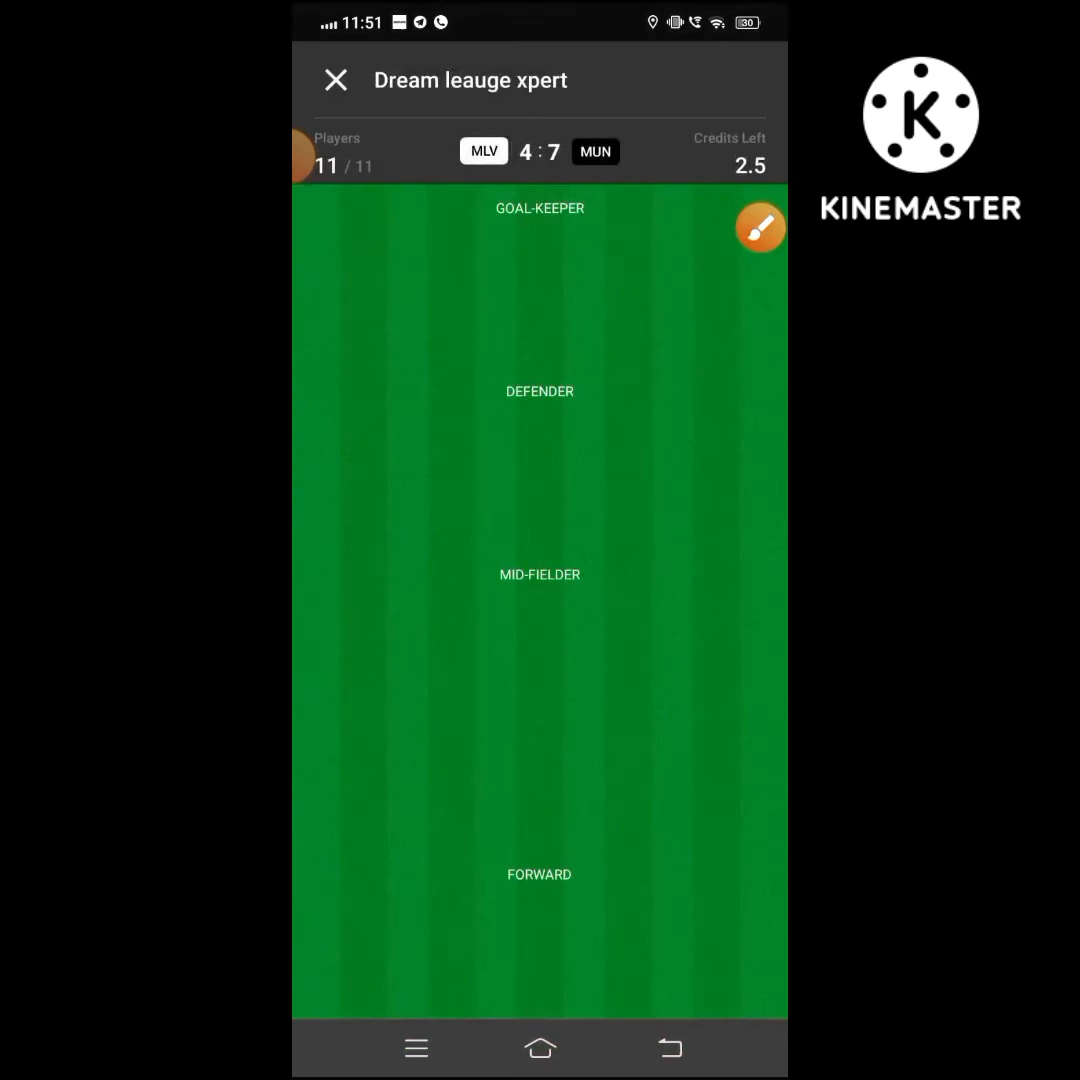 11:51
30
Dream leauge xpert
Players
11 / 11
MLV 4 : 7 MUN
Credits Left
2.5
GOAL-KEEPER
DEFENDER
MID-FIELDER
FORWARD
K
KINEMASTER